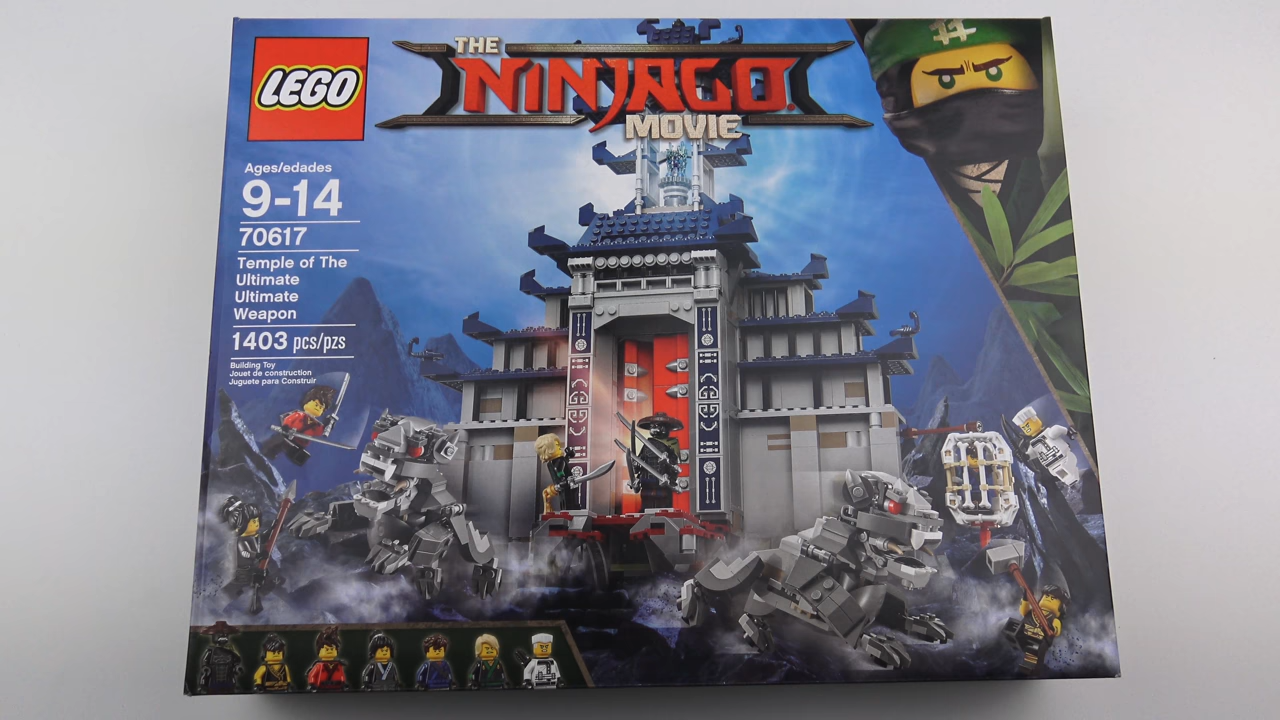 LEGO
THE
NINJAGO
MOVIE
Ages/edades
9-14
70617
Temple of The
Ultimate
Ultimate
Weapon
1403 pcs/pzs
Building Toy
Jouet de construction
Juguete para Construir